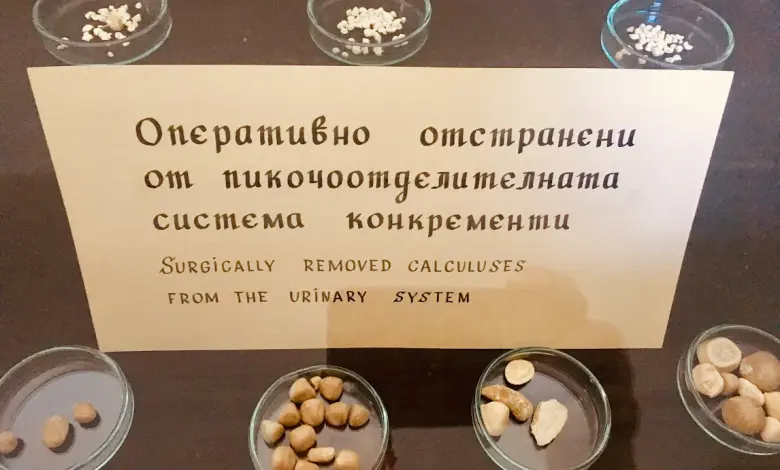 Оперативно отстранени
от пикочоотделителната
система конкременти
Surgically removed calculuses
from the urinary system